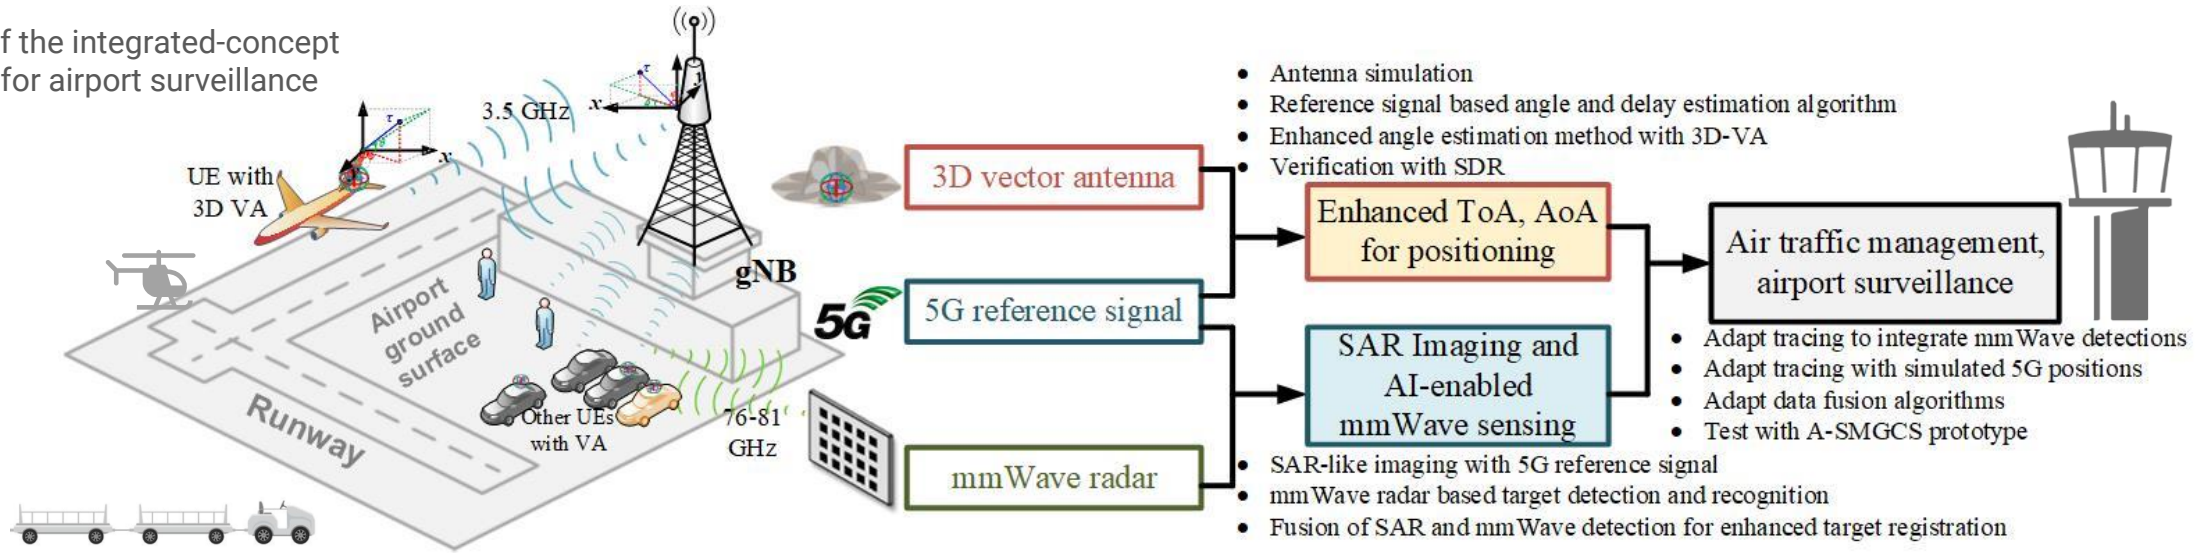 f the integrated-concept
for airport surveillance
3.5 GHz
x
τ
y
τ
x
UE with
3D VA
gNB
Airport
ground
surface
Runway
Other UEs
with VA
76-81
GHz
3D vector antenna
5G
5G reference signal
mmWave radar
• Antenna simulation
• Reference signal based angle and delay estimation algorithm
• Enhanced angle estimation method with 3D-VA
• Verification with SDR
Enhanced ToA, AoA
for positioning
SAR Imaging and
AI-enabled
mmWave sensing
• SAR-like imaging with 5G reference signal
• mmWave radar based target detection and recognition
• Fusion of SAR and mmWave detection for enhanced target registration
Air traffic management,
airport surveillance
• Adapt tracing to integrate mmWave detections
• Adapt tracing with simulated 5G positions
• Adapt data fusion algorithms
• Test with A-SMGCS prototype